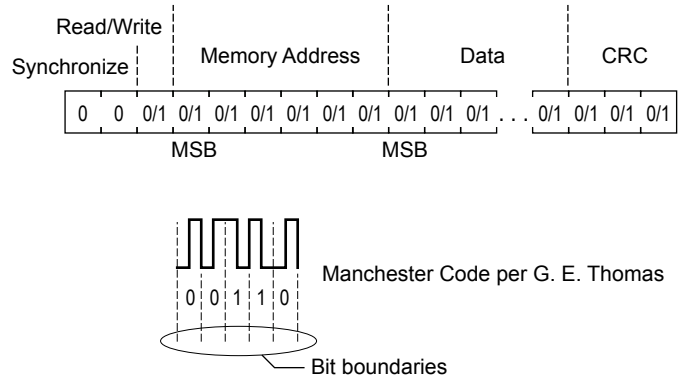 Read/Write
Synchronize
Memory Address
Data
CRC
0 0 0/1 0/1 0/1 0/1 0/1 0/1 0/1 0/1 0/1 0/1 . . . 0/1 0/1 0/1 0/1
MSB MSB
Manchester Code per G. E. Thomas
0 0 1 1 0
Bit boundaries